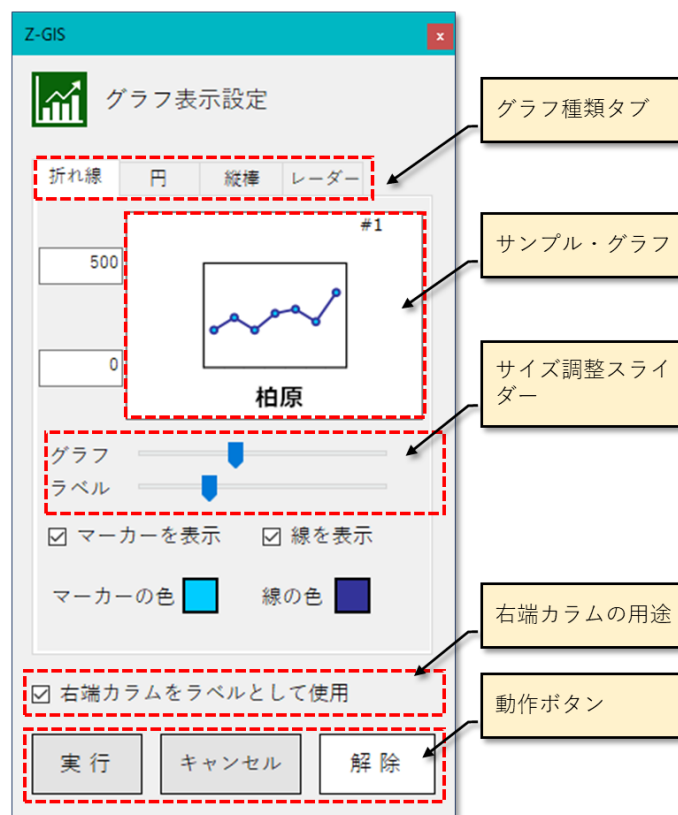 Z-GIS
x
グラフ表示設定
グラフ種類タブ
折れ線 円 縦棒 レーダー
#1
500
サンプル・グラフ
0
柏原
サイズ調整スライ
ダー
グラフ
ラベル
マーカーを表示 線を表示
マーカーの色 線の色
右端カラムの用途
右端カラムをラベルとして使用
動作ボタン
実行 キャンセル 解除